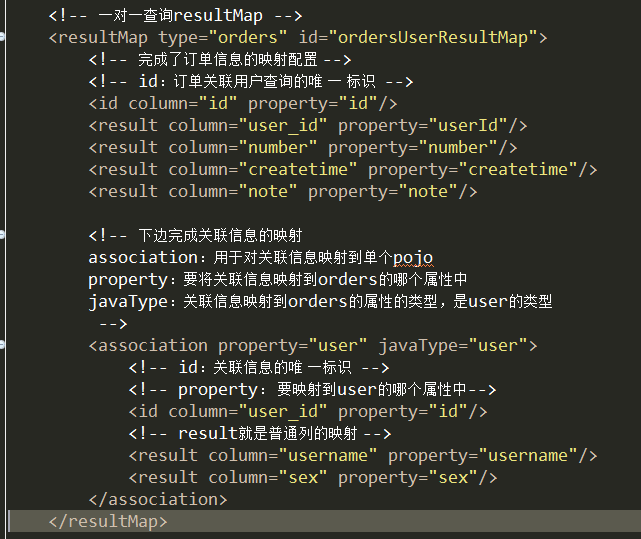 <!-- 一对一查询resultMap -->
<resultMap type="orders" id="ordersUserResultMap">
<!-- 完成了订单信息的映射配置 -->
<!-- id：订单关联用户查询的唯一标识 -->
<id column="id" property="id"/>
<result column="user_id" property="userId"/>
<result column="number" property="number"/>
<result column="createtime" property="createtime"/>
<result column="note" property="note"/>
<!-- 下边完成关联信息的映射
association：用于对关联信息映射到单个pojo
property：要将关联信息映射到orders的哪个属性中
javaType：关联信息映射到orders的属性的类型，是user的类型
-->
<association property="user" javaType="user">
<!-- id：关联信息的唯一标识 -->
<!-- property：要映射到user的哪个属性中-->
<id column="user_id" property="id"/>
<!-- result就是普通列的映射 -->
<result column="username" property="username"/>
<result column="sex" property="sex"/>
</association>
</resultMap>